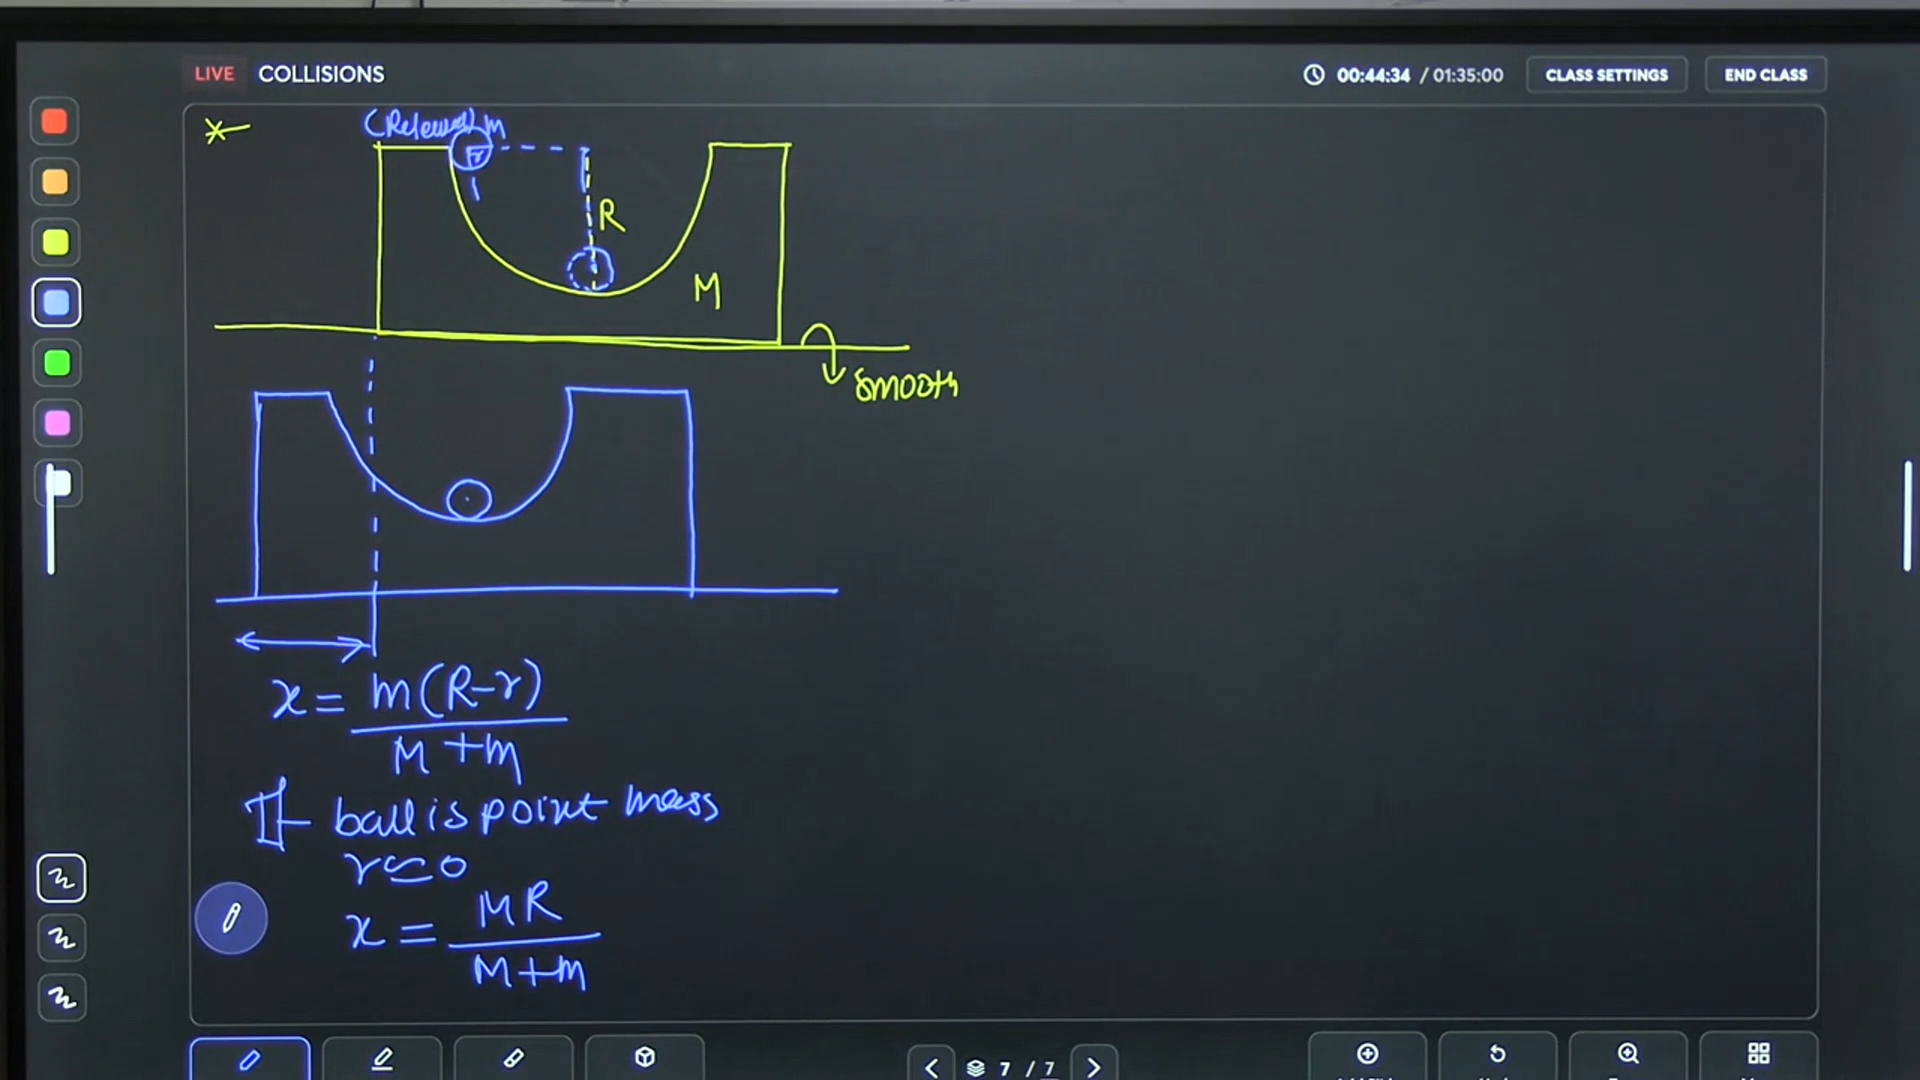 LIVE COLLISIONS 00:44:34 / 01:35:00 CLASS SETTINGS END CLASS
(Released) m
r
R
M
smooth
x = m(R-r)
M+m
If ball is point mass
r≃0
x = MR
M+m
7 / 7